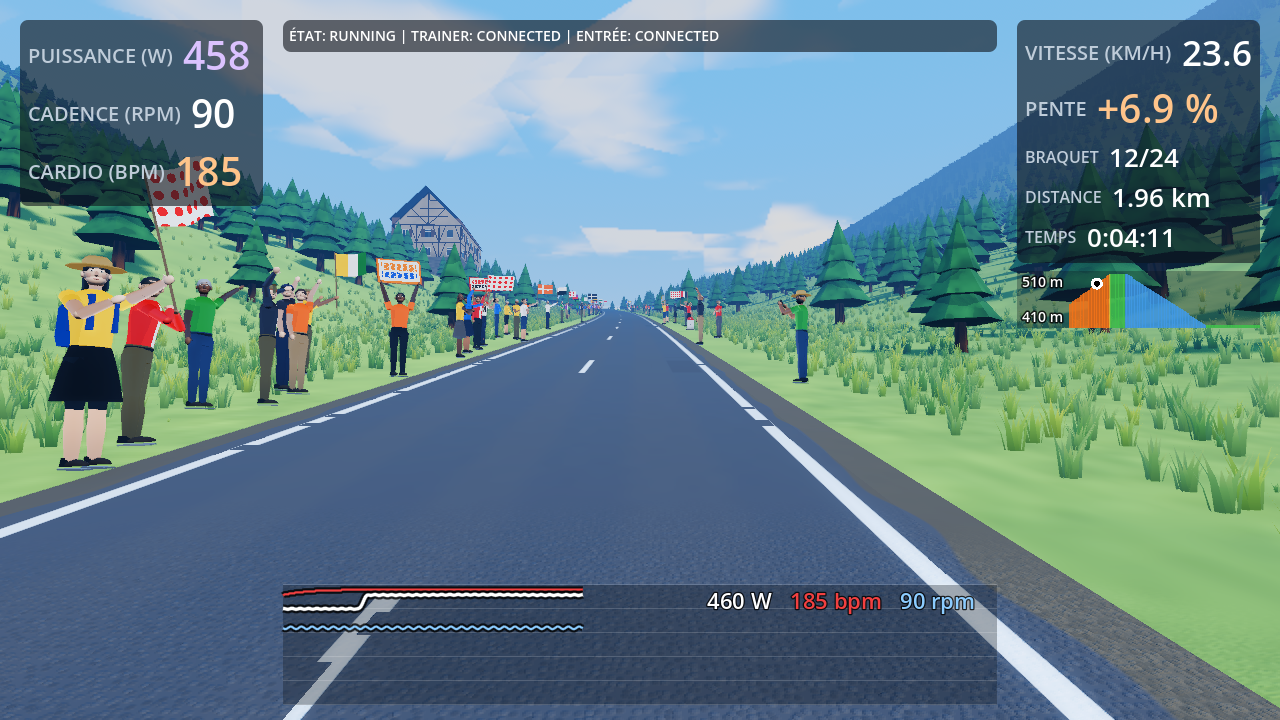 PUISSANCE (W) 458
CADENCE (RPM) 90
CARDIO (BPM) 185
ÉTAT: RUNNING | TRAINER: CONNECTED | ENTRÉE: CONNECTED
VITESSE (KM/H) 23.6
PENTE +6.9 %
BRAQUET 12/24
DISTANCE 1.96 km
TEMPS 0:04:11
510 m
410 m
460 W 185 bpm 90 rpm